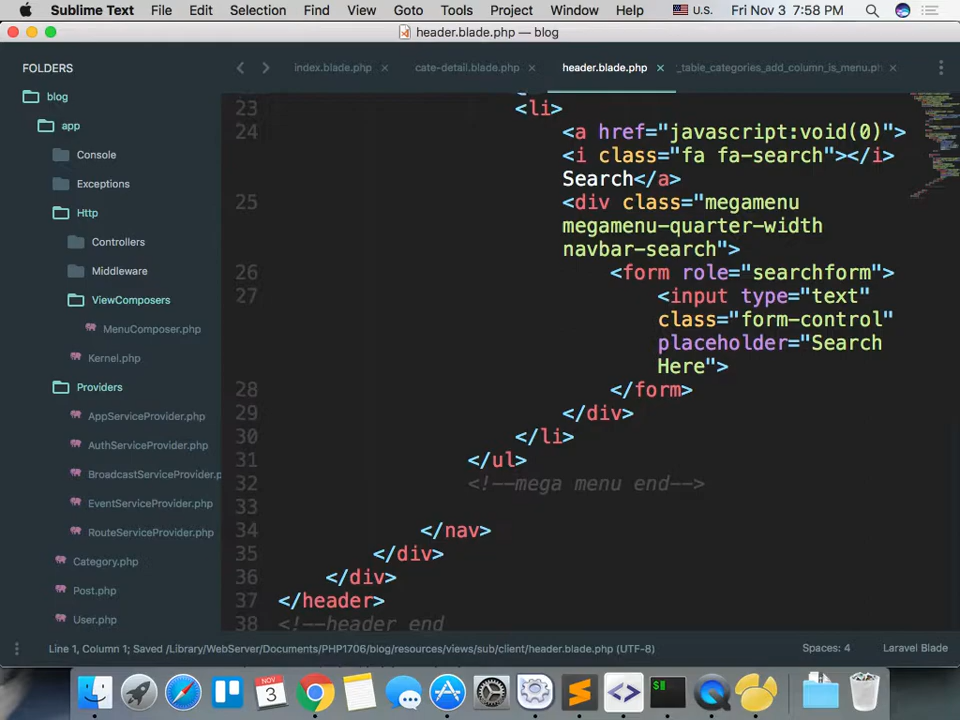 Sublime Text File Edit Selection Find View Goto Tools Project Window Help U.S. Fri Nov 3 7:58 PM
header.blade.php — blog
FOLDERS
index.blade.php × cate-detail.blade.php × header.blade.php × _table_categories_add_column_is_menu.ph ×
blog
app
Console
Exceptions
Http
Controllers
Middleware
ViewComposers
MenuComposer.php
Kernel.php
Providers
AppServiceProvider.php
AuthServiceProvider.php
BroadcastServiceProvider.p
EventServiceProvider.php
RouteServiceProvider.php
Category.php
Post.php
User.php
23 <li>
24 <a href="javascript:void(0)">
<i class="fa fa-search"></i>
Search</a>
25 <div class="megamenu
megamenu-quarter-width
navbar-search">
26 <form role="searchform">
27 <input type="text"
class="form-control"
placeholder="Search
Here">
28 </form>
29 </div>
30 </li>
31 </ul>
32 <!--mega menu end-->
33
34 </nav>
35 </div>
36 </div>
37 </header>
38 <!--header end
Line 1, Column 1; Saved /Library/WebServer/Documents/PHP1706/blog/resources/views/sub/client/header.blade.php (UTF-8) Spaces: 4 Laravel Blade
NOV
3
$